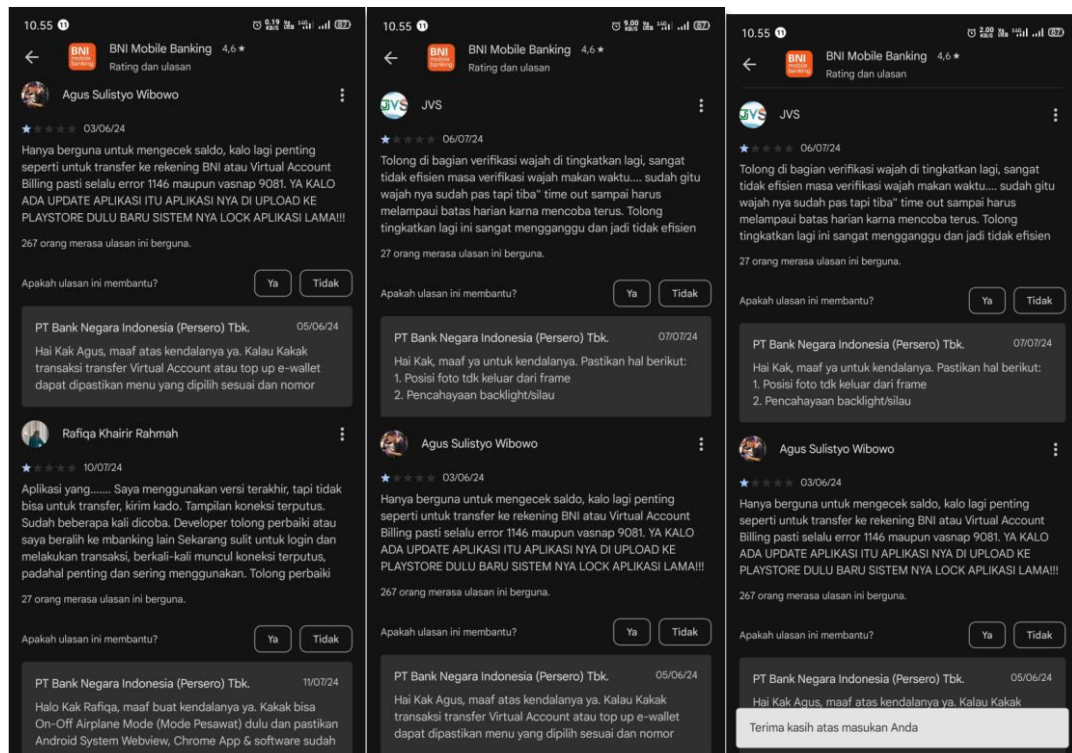 10.55
0.19 KB/S
87
BNI mobile banking
BNI Mobile Banking 4,6★
Rating dan ulasan
Agus Sulistyo Wibowo
03/06/24
Hanya berguna untuk mengecek saldo, kalo lagi penting
seperti untuk transfer ke rekening BNI atau Virtual Account
Billing pasti selalu error 1146 maupun vasnap 9081. YA KALO
ADA UPDATE APLIKASI ITU APLIKASI NYA DI UPLOAD KE
PLAYSTORE DULU BARU SISTEM NYA LOCK APLIKASI LAMA!!!
267 orang merasa ulasan ini berguna.
Apakah ulasan ini membantu? Ya Tidak
PT Bank Negara Indonesia (Persero) Tbk. 05/06/24
Hai Kak Agus, maaf atas kendalanya ya. Kalau Kakak
transaksi transfer Virtual Account atau top up e-wallet
dapat dipastikan menu yang dipilih sesuai dan nomor
Rafiqa Khairir Rahmah
10/07/24
Aplikasi yang....... Saya menggunakan versi terakhir, tapi tidak
bisa untuk transfer, kirim kado. Tampilan koneksi terputus.
Sudah beberapa kali dicoba. Developer tolong perbaiki atau
saya beralih ke mbanking lain Sekarang sulit untuk login dan
melakukan transaksi, berkali-kali muncul koneksi terputus,
padahal penting dan sering menggunakan. Tolong perbaiki
27 orang merasa ulasan ini berguna.
Apakah ulasan ini membantu? Ya Tidak
PT Bank Negara Indonesia (Persero) Tbk. 11/07/24
Halo Kak Rafiqa, maaf buat kendalanya ya. Kakak bisa
On-Off Airplane Mode (Mode Pesawat) dulu dan pastikan
Android System Webview, Chrome App & software sudah
10.55
9.00 KB/S
87
BNI mobile banking
BNI Mobile Banking 4,6★
Rating dan ulasan
JVS
JVS
06/07/24
Tolong di bagian verifikasi wajah di tingkatkan lagi, sangat
tidak efisien masa verifikasi wajah makan waktu.... sudah gitu
wajah nya sudah pas tapi tiba" time out sampai harus
melampaui batas harian karna mencoba terus. Tolong
tingkatkan lagi ini sangat mengganggu dan jadi tidak efisien
27 orang merasa ulasan ini berguna.
Apakah ulasan ini membantu? Ya Tidak
PT Bank Negara Indonesia (Persero) Tbk. 07/07/24
Hai Kak, maaf ya untuk kendalanya. Pastikan hal berikut:
1. Posisi foto tdk keluar dari frame
2. Pencahayaan backlight/silau
Agus Sulistyo Wibowo
03/06/24
Hanya berguna untuk mengecek saldo, kalo lagi penting
seperti untuk transfer ke rekening BNI atau Virtual Account
Billing pasti selalu error 1146 maupun vasnap 9081. YA KALO
ADA UPDATE APLIKASI ITU APLIKASI NYA DI UPLOAD KE
PLAYSTORE DULU BARU SISTEM NYA LOCK APLIKASI LAMA!!!
267 orang merasa ulasan ini berguna.
Apakah ulasan ini membantu? Ya Tidak
PT Bank Negara Indonesia (Persero) Tbk. 05/06/24
Hai Kak Agus, maaf atas kendalanya ya. Kalau Kakak
transaksi transfer Virtual Account atau top up e-wallet
dapat dipastikan menu yang dipilih sesuai dan nomor
10.55
2.00 KB/S
87
BNI mobile banking
BNI Mobile Banking 4,6★
Rating dan ulasan
JVS
JVS
06/07/24
Tolong di bagian verifikasi wajah di tingkatkan lagi, sangat
tidak efisien masa verifikasi wajah makan waktu.... sudah gitu
wajah nya sudah pas tapi tiba" time out sampai harus
melampaui batas harian karna mencoba terus. Tolong
tingkatkan lagi ini sangat mengganggu dan jadi tidak efisien
27 orang merasa ulasan ini berguna.
Apakah ulasan ini membantu? Ya Tidak
PT Bank Negara Indonesia (Persero) Tbk. 07/07/24
Hai Kak, maaf ya untuk kendalanya. Pastikan hal berikut:
1. Posisi foto tdk keluar dari frame
2. Pencahayaan backlight/silau
Agus Sulistyo Wibowo
03/06/24
Hanya berguna untuk mengecek saldo, kalo lagi penting
seperti untuk transfer ke rekening BNI atau Virtual Account
Billing pasti selalu error 1146 maupun vasnap 9081. YA KALO
ADA UPDATE APLIKASI ITU APLIKASI NYA DI UPLOAD KE
PLAYSTORE DULU BARU SISTEM NYA LOCK APLIKASI LAMA!!!
267 orang merasa ulasan ini berguna.
Apakah ulasan ini membantu? Ya Tidak
PT Bank Negara Indonesia (Persero) Tbk. 05/06/24
Hai Kak Agus, maaf atas kendalanya ya. Kalau Kakak
Terima kasih atas masukan Anda